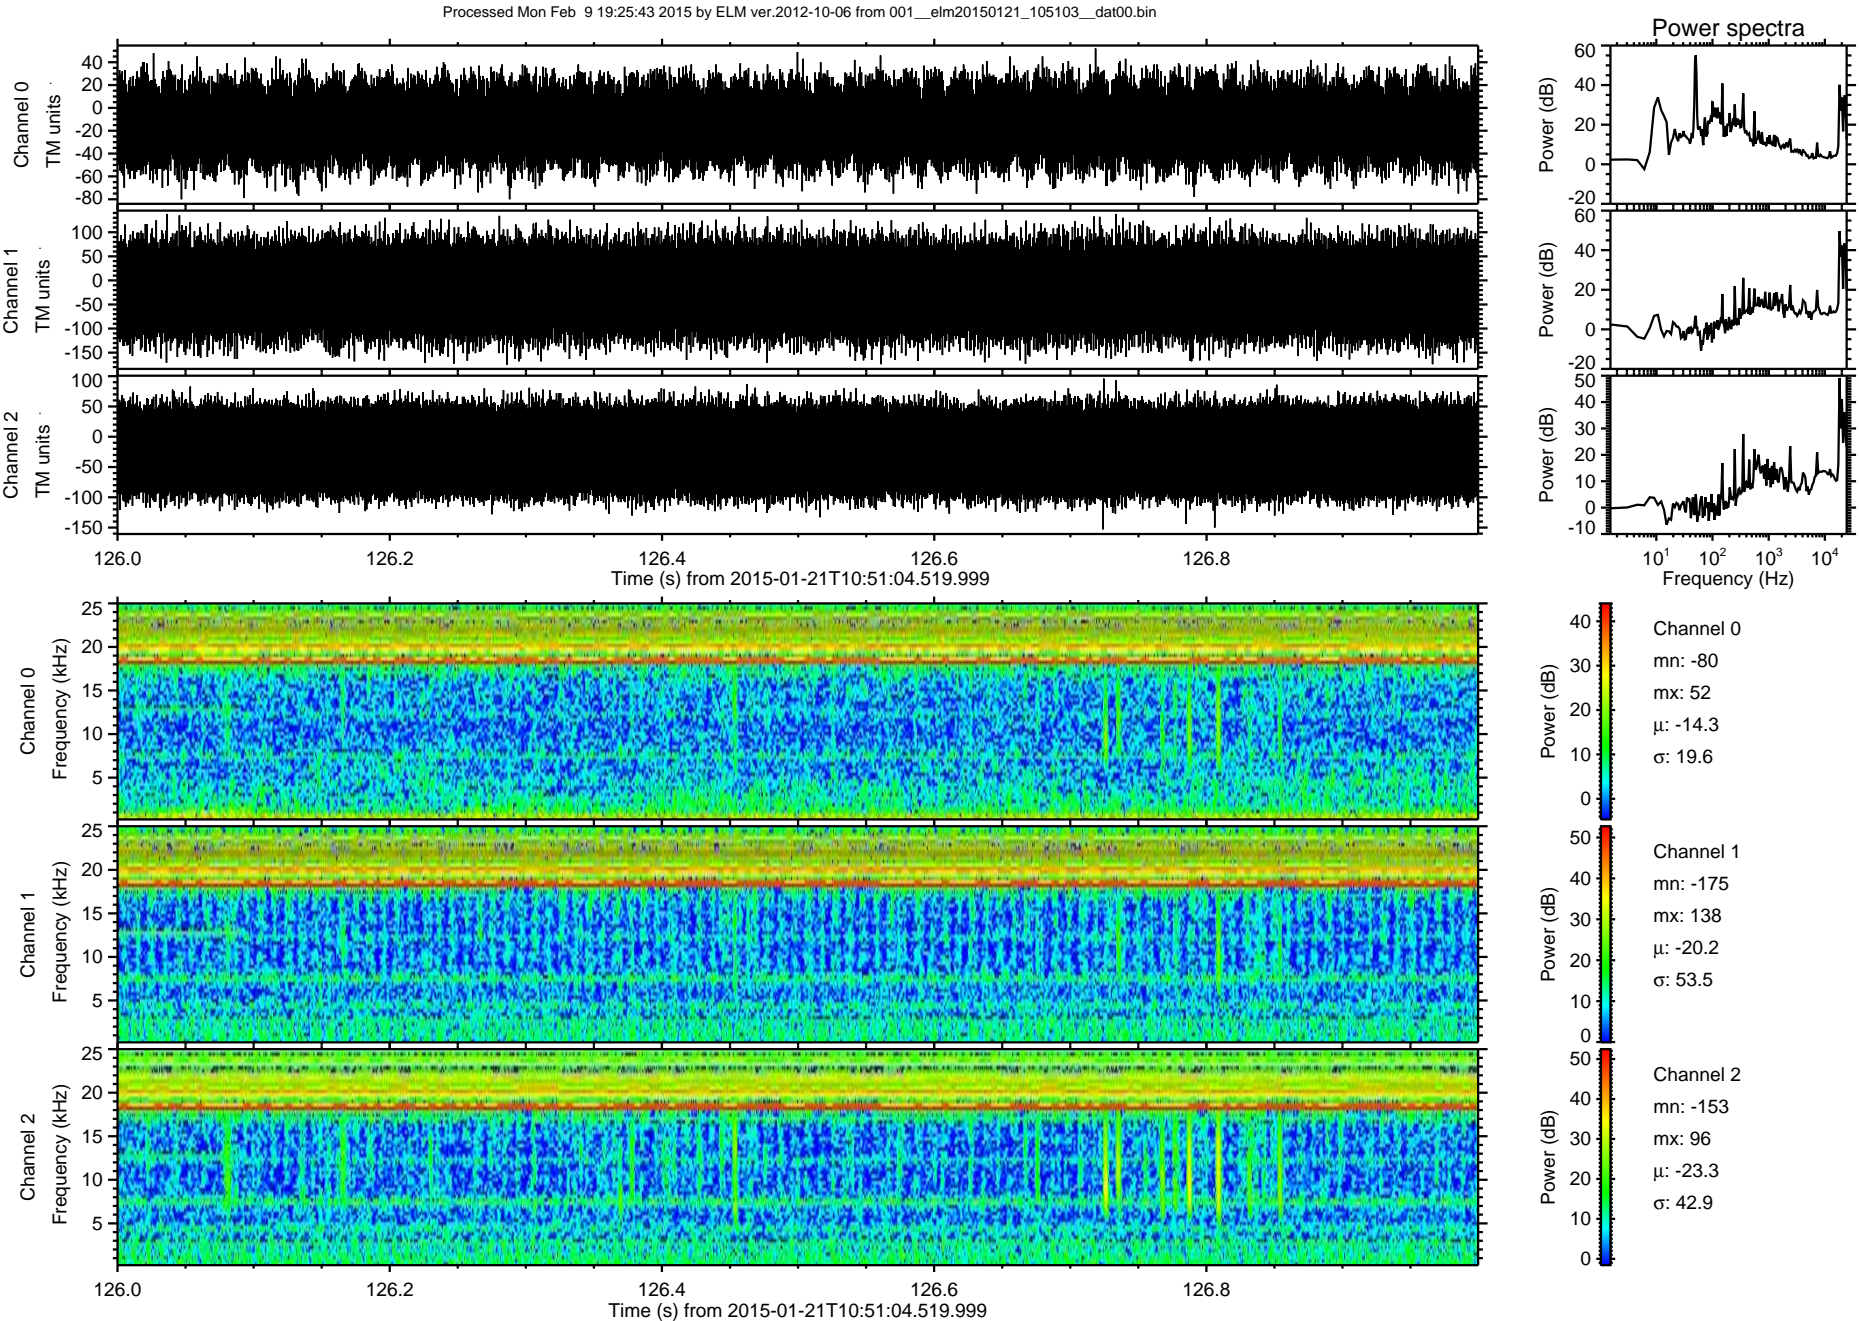 Processed Mon Feb  9 19:25:43 2015 by ELM ver.2012-10-06 from 001__elm20150121_105103__dat00.bin
Power spectra
Channel 0
TM units
40
20
0
-20
-40
-60
-80
Power (dB)
60
40
20
0
-20
Channel 1
TM units
100
50
0
-50
-100
-150
Power (dB)
60
40
20
0
-20
Channel 2
TM units
100
50
0
-50
-100
-150
Power (dB)
50
40
30
20
10
0
-10
126.0 126.2 126.4 126.6 126.8
Time (s) from 2015-01-21T10:51:04.519.999
10^1 10^2 10^3 10^4
Frequency (Hz)
Channel 0
Frequency (kHz)
25
20
15
10
5
Power (dB)
40
30
20
10
0
Channel 0
mn: -80
mx: 52
μ: -14.3
σ: 19.6
Channel 1
Frequency (kHz)
25
20
15
10
5
Power (dB)
50
40
30
20
10
0
Channel 1
mn: -175
mx: 138
μ: -20.2
σ: 53.5
Channel 2
Frequency (kHz)
25
20
15
10
5
Power (dB)
50
40
30
20
10
0
Channel 2
mn: -153
mx: 96
μ: -23.3
σ: 42.9
126.0 126.2 126.4 126.6 126.8
Time (s) from 2015-01-21T10:51:04.519.999